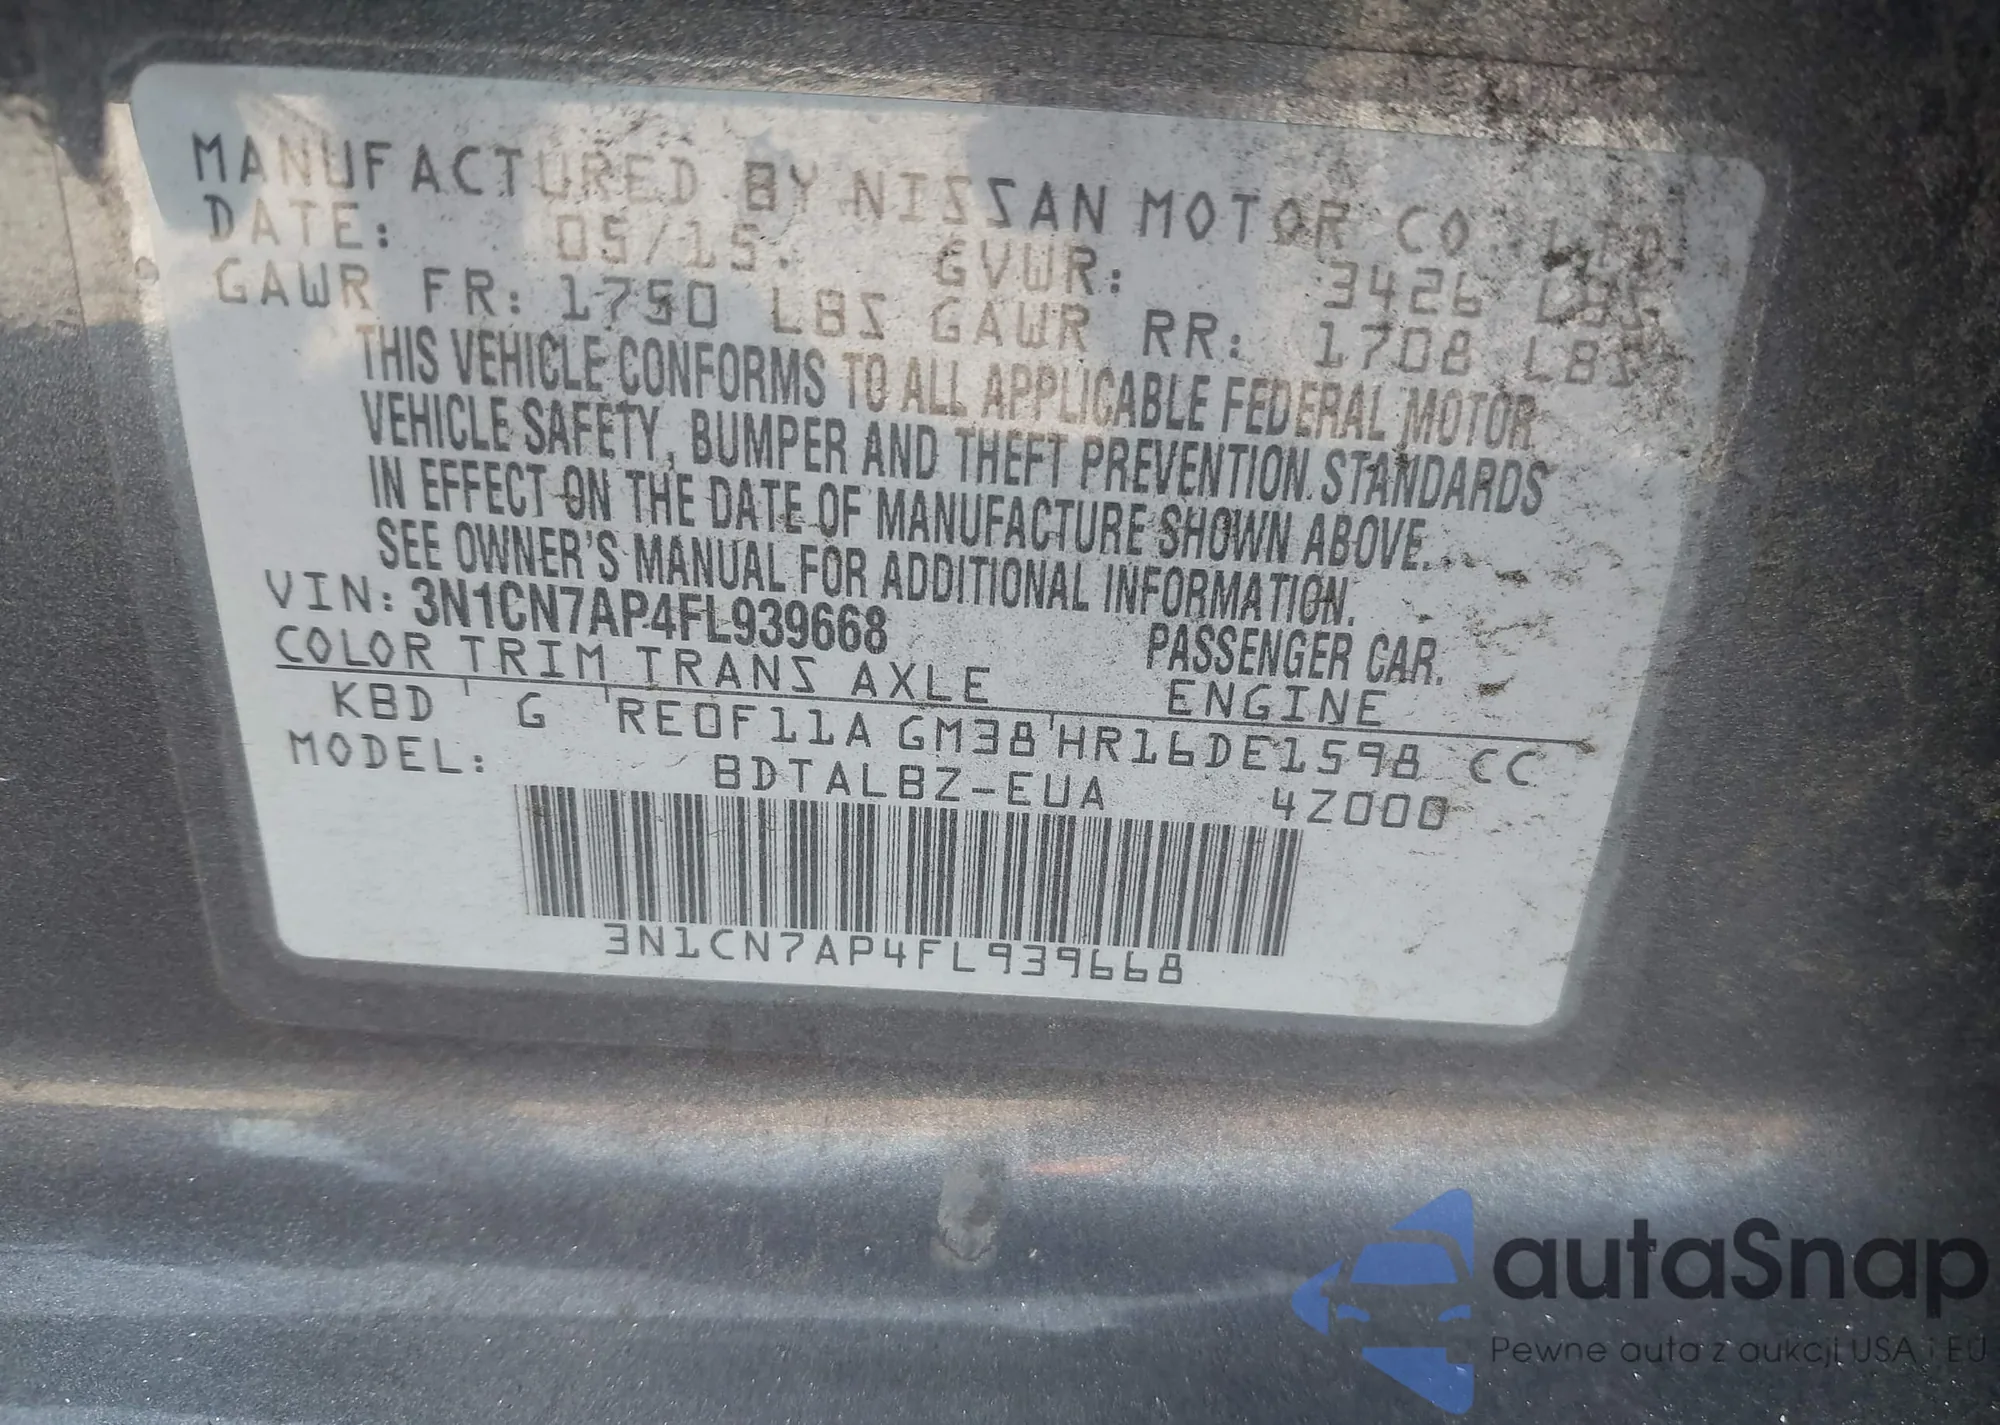 MANUFACTURED BY NISSAN MOTOR CO. LTD.
DATE: 05/15. GVWR: 3426 LBS
GAWR FR: 1750 LBS GAWR RR: 1708 LBS
THIS VEHICLE CONFORMS TO ALL APPLICABLE FEDERAL MOTOR
VEHICLE SAFETY, BUMPER AND THEFT PREVENTION STANDARDS
IN EFFECT ON THE DATE OF MANUFACTURE SHOWN ABOVE.
SEE OWNER'S MANUAL FOR ADDITIONAL INFORMATION.
VIN: 3N1CN7AP4FL939668 PASSENGER CAR.
COLOR TRIM TRANS AXLE ENGINE
KBD G RE0F11A GM38 HR16DE1598 CC
MODEL: BDTALBZ-EUA 4Z000
3N1CN7AP4FL939668
autaSnap
Pewne auta z aukcji USA i EU